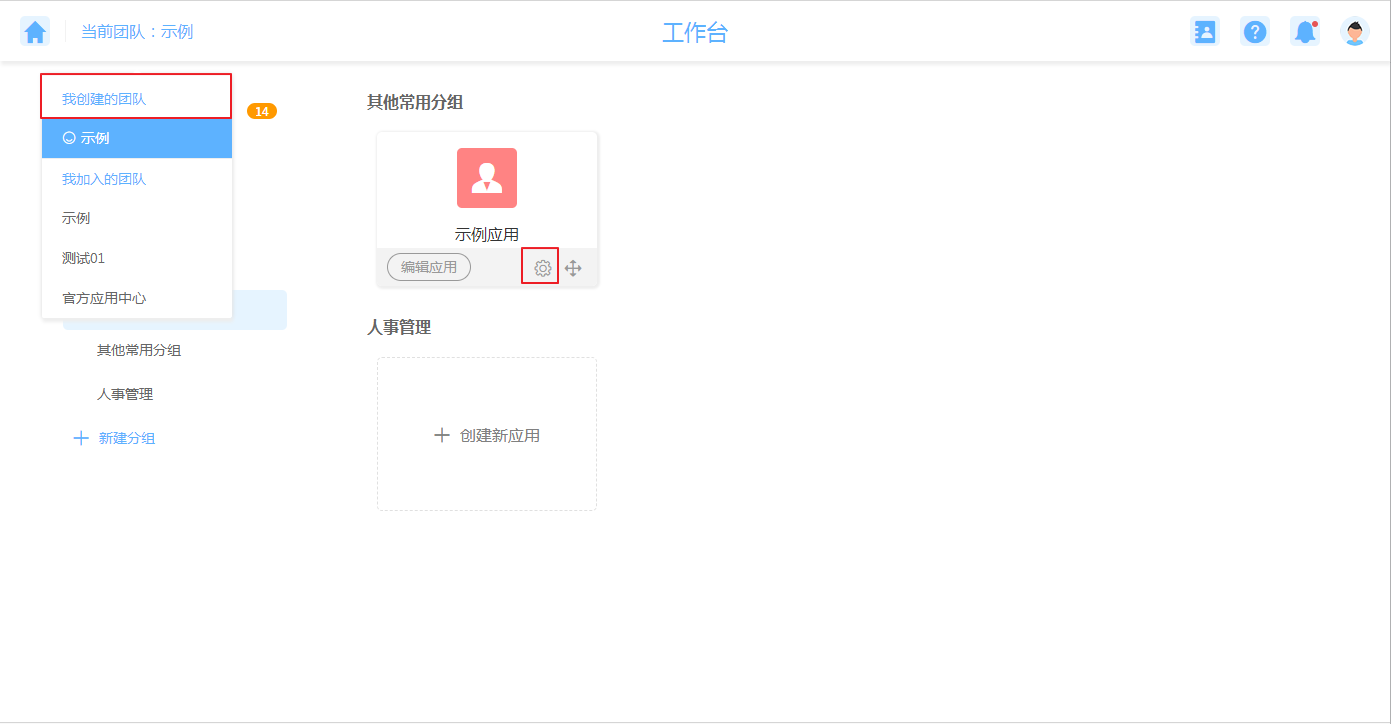 当前团队：示例
工作台
我创建的团队
示例
我加入的团队
示例
测试01
官方应用中心
14
其他常用分组
人事管理
新建分组
其他常用分组
示例应用
编辑应用
人事管理
创建新应用